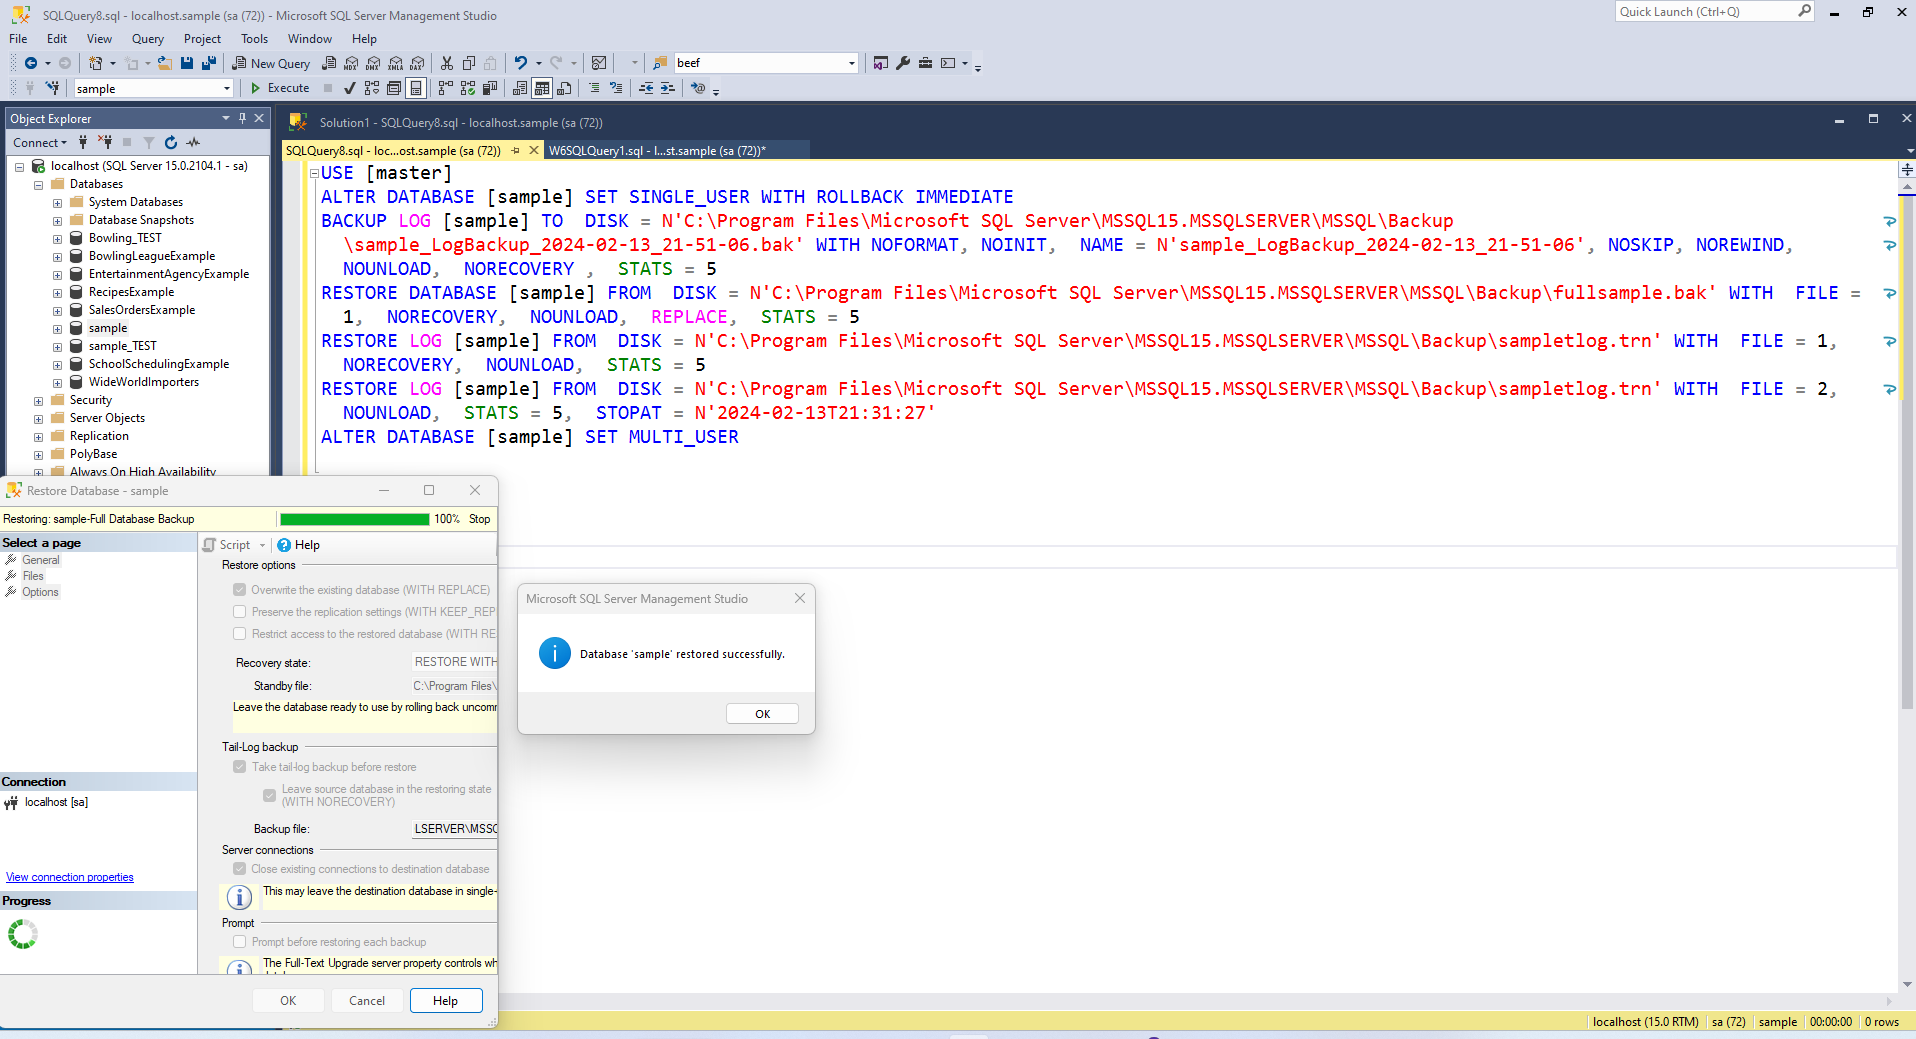 SQLQuery8.sql - localhost.sample (sa (72)) - Microsoft SQL Server Management Studio
Quick Launch (Ctrl+Q)
File Edit View Query Project Tools Window Help
New Query MDX DMX XMLA DAX beef
sample Execute
Object Explorer
Connect
localhost (SQL Server 15.0.2104.1 - sa)
Databases
System Databases
Database Snapshots
Bowling_TEST
BowlingLeagueExample
EntertainmentAgencyExample
RecipesExample
SalesOrdersExample
sample
sample_TEST
SchoolSchedulingExample
WideWorldImporters
Security
Server Objects
Replication
PolyBase
Always On High Availability
Solution1 - SQLQuery8.sql - localhost.sample (sa (72))
SQLQuery8.sql - loc...ost.sample (sa (72)) W6SQLQuery1.sql - l...st.sample (sa (72))*
USE [master]
ALTER DATABASE [sample] SET SINGLE_USER WITH ROLLBACK IMMEDIATE
BACKUP LOG [sample] TO  DISK = N'C:\Program Files\Microsoft SQL Server\MSSQL15.MSSQLSERVER\MSSQL\Backup
\sample_LogBackup_2024-02-13_21-51-06.bak' WITH NOFORMAT, NOINIT,  NAME = N'sample_LogBackup_2024-02-13_21-51-06', NOSKIP, NOREWIND,
NOUNLOAD,  NORECOVERY ,  STATS = 5
RESTORE DATABASE [sample] FROM  DISK = N'C:\Program Files\Microsoft SQL Server\MSSQL15.MSSQLSERVER\MSSQL\Backup\fullsample.bak' WITH  FILE =
1,  NORECOVERY,  NOUNLOAD,  REPLACE,  STATS = 5
RESTORE LOG [sample] FROM  DISK = N'C:\Program Files\Microsoft SQL Server\MSSQL15.MSSQLSERVER\MSSQL\Backup\sampletlog.trn' WITH  FILE = 1,
NORECOVERY,  NOUNLOAD,  STATS = 5
RESTORE LOG [sample] FROM  DISK = N'C:\Program Files\Microsoft SQL Server\MSSQL15.MSSQLSERVER\MSSQL\Backup\sampletlog.trn' WITH  FILE = 2,
NOUNLOAD,  STATS = 5,  STOPAT = N'2024-02-13T21:31:27'
ALTER DATABASE [sample] SET MULTI_USER
Restore Database - sample
Restoring: sample-Full Database Backup 100% Stop
Select a page
General
Files
Options
Connection
localhost [sa]
View connection properties
Progress
Script Help
Restore options
Overwrite the existing database (WITH REPLACE)
Preserve the replication settings (WITH KEEP_REP
Restrict access to the restored database (WITH RE
Recovery state: RESTORE WITH
Standby file: C:\Program Files\
Leave the database ready to use by rolling back uncomm
Tail-Log backup
Take tail-log backup before restore
Leave source database in the restoring state
(WITH NORECOVERY)
Backup file: LSERVER\MSSQ
Server connections
Close existing connections to destination database
This may leave the destination database in single-
Prompt
Prompt before restoring each backup
The Full-Text Upgrade server property controls wh
OK Cancel Help
Microsoft SQL Server Management Studio
Database 'sample' restored successfully.
OK
localhost (15.0 RTM) sa (72) sample 00:00:00 0 rows